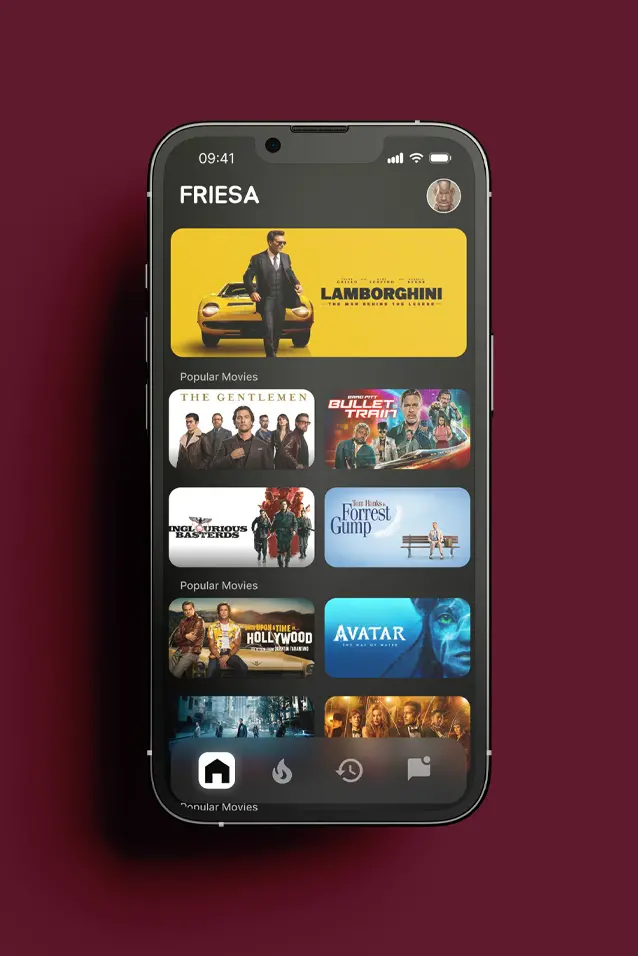 09:41
FRIESA
LAMBORGHINI
THE MAN BEHIND THE LEGEND
Popular Movies
THE GENTLEMEN
BRAD PITT
BULLET
TRAIN
INGLOURIOUS
BASTERDS
Tom Hanks is
Forrest
Gump
Popular Movies
ONCE UPON A TIME IN
HOLLYWOOD
AVATAR
THE WAY OF WATER
Popular Movies